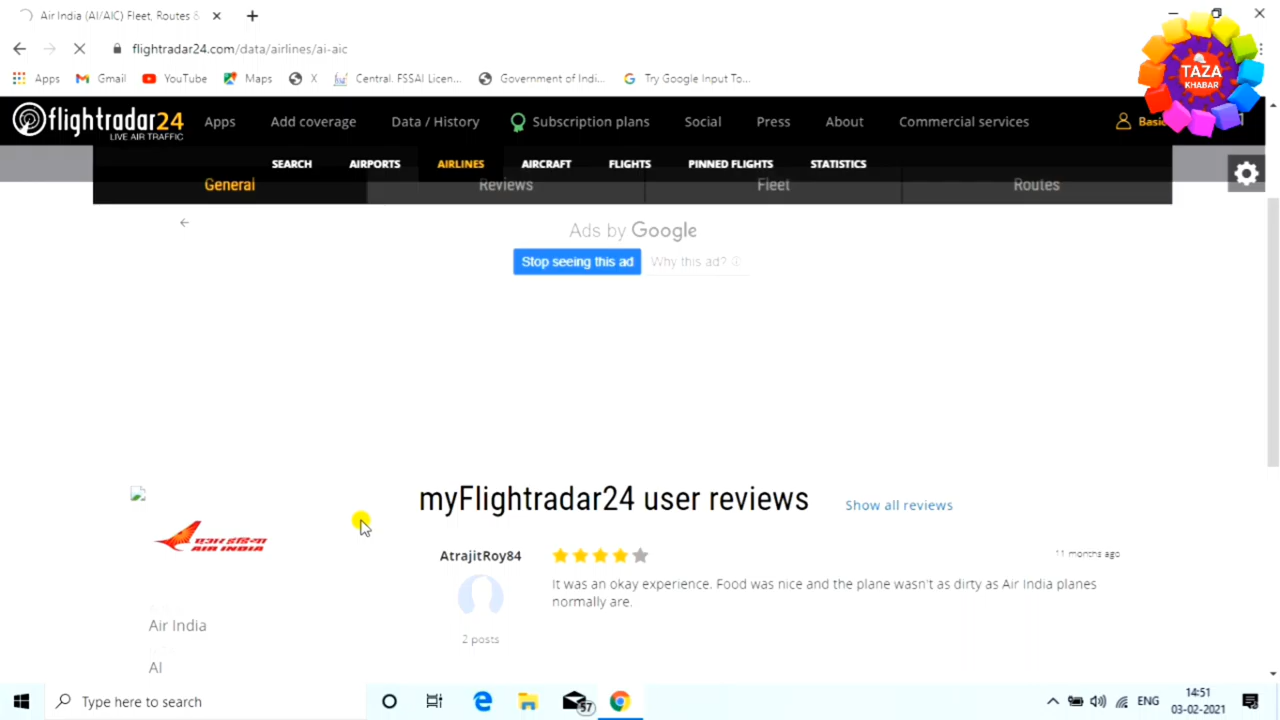 Air India (AI/AIC) Fleet, Routes &
flightradar24.com/data/airlines/ai-aic
Apps Gmail YouTube Maps X Central. FSSAI Licen... Government of Indi... Try Google Input To...
TAZA
KHABAR
flightradar24
LIVE AIR TRAFFIC
Apps Add coverage Data / History Subscription plans Social Press About Commercial services
SEARCH AIRPORTS AIRLINES AIRCRAFT FLIGHTS PINNED FLIGHTS STATISTICS
General Reviews Fleet Routes
Ads by Google
Stop seeing this ad Why this ad?
myFlightradar24 user reviews Show all reviews
एअर इंडिया
AIR INDIA
AtrajitRoy84 11 months ago
It was an okay experience. Food was nice and the plane wasn't as dirty as Air India planes
normally are.
2 posts
Air India
AI
Type here to search 57 ENG 14:51
03-02-2021